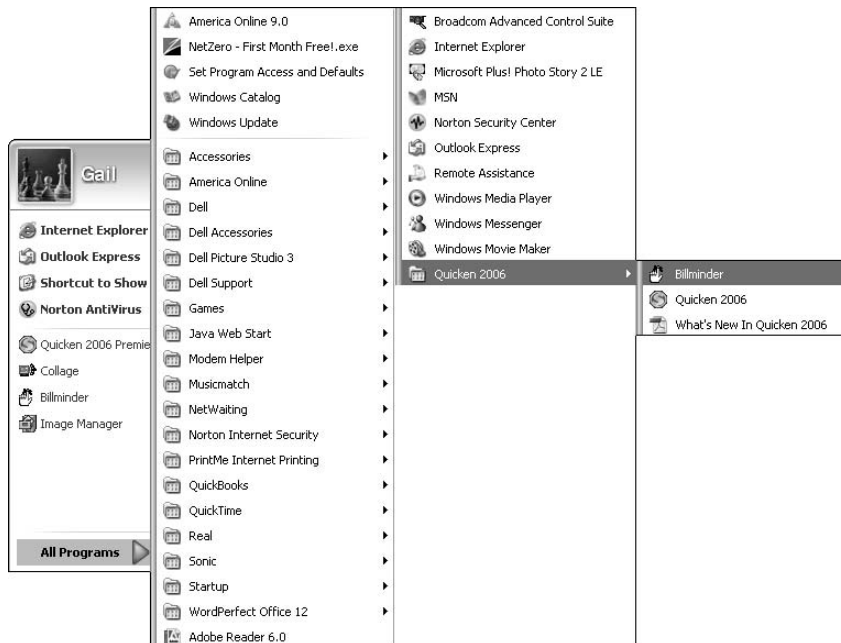 Gail
Internet Explorer
Outlook Express
Shortcut to Show
Norton AntiVirus
Quicken 2006 Premie
Collage
Billminder
Image Manager
All Programs
America Online 9.0
NetZero - First Month Free!.exe
Set Program Access and Defaults
Windows Catalog
Windows Update
Accessories
America Online
Dell
Dell Accessories
Dell Picture Studio 3
Dell Support
Games
Java Web Start
Modem Helper
Musicmatch
NetWaiting
Norton Internet Security
PrintMe Internet Printing
QuickBooks
QuickTime
Real
Sonic
Startup
WordPerfect Office 12
Adobe Reader 6.0
Broadcom Advanced Control Suite
Internet Explorer
Microsoft Plus! Photo Story 2 LE
MSN
Norton Security Center
Outlook Express
Remote Assistance
Windows Media Player
Windows Messenger
Windows Movie Maker
Quicken 2006
Billminder
Quicken 2006
What's New In Quicken 2006